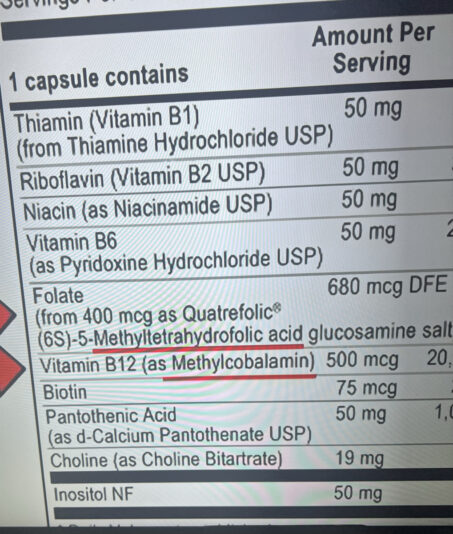 1 capsule contains
Amount Per
Serving
Thiamin (Vitamin B1) 50 mg
(from Thiamine Hydrochloride USP)
Riboflavin (Vitamin B2 USP) 50 mg
Niacin (as Niacinamide USP) 50 mg
Vitamin B6 50 mg 2
(as Pyridoxine Hydrochloride USP)
Folate 680 mcg DFE
(from 400 mcg as Quatrefolic®
(6S)-5-Methyltetrahydrofolic acid glucosamine salt
Vitamin B12 (as Methylcobalamin) 500 mcg 20,
Biotin 75 mcg
Pantothenic Acid 50 mg 1,0
(as d-Calcium Pantothenate USP)
Choline (as Choline Bitartrate) 19 mg
Inositol NF 50 mg